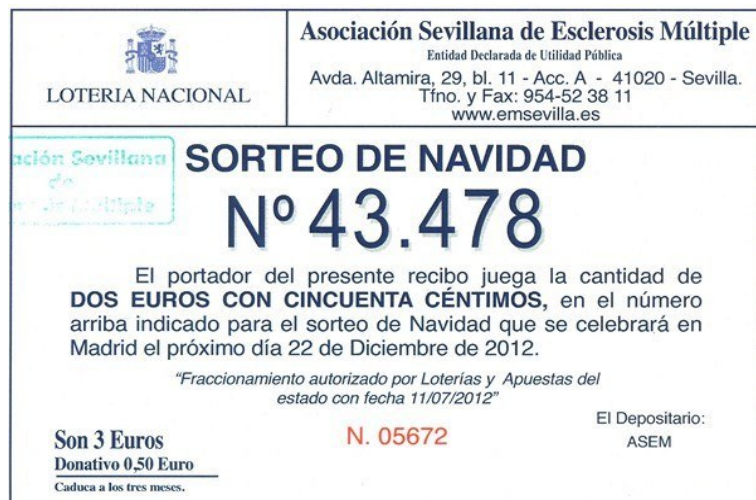 LOTERIA NACIONAL
Asociación Sevillana de Esclerosis Múltiple
Entidad Declarada de Utilidad Pública
Avda. Altamira, 29, bl. 11 - Acc. A - 41020 - Sevilla.
Tfno. y Fax: 954-52 38 11
www.emsevilla.es
ación Sevillana
de
Múltiple
SORTEO DE NAVIDAD
Nº 43.478
El portador del presente recibo juega la cantidad de
DOS EUROS CON CINCUENTA CÉNTIMOS, en el número
arriba indicado para el sorteo de Navidad que se celebrará en
Madrid el próximo día 22 de Diciembre de 2012.
"Fraccionamiento autorizado por Loterías y Apuestas del
estado con fecha 11/07/2012"
Son 3 Euros
Donativo 0,50 Euro
Caduca a los tres meses.
N. 05672
El Depositario:
ASEM